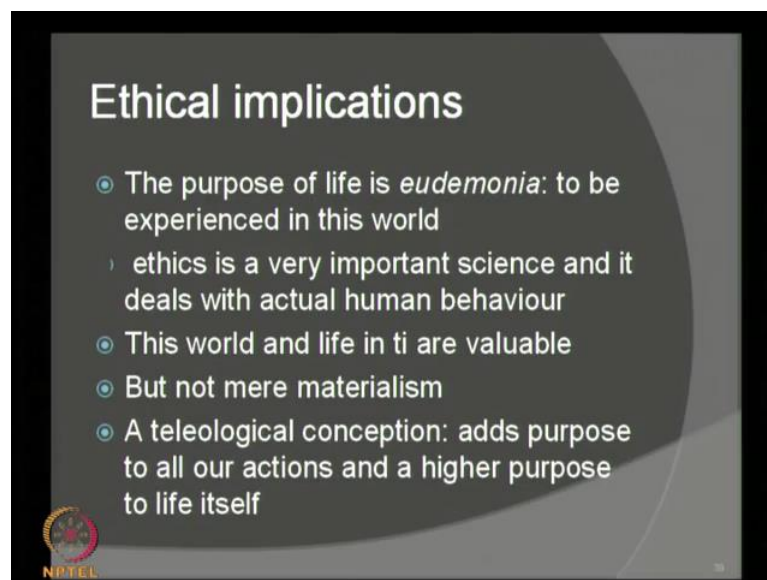 Ethical implications
The purpose of life is eudemonia: to be
experienced in this world
ethics is a very important science and it
deals with actual human behaviour
This world and life in ti are valuable
But not mere materialism
A teleological conception: adds purpose
to all our actions and a higher purpose
to life itself
NPTEL